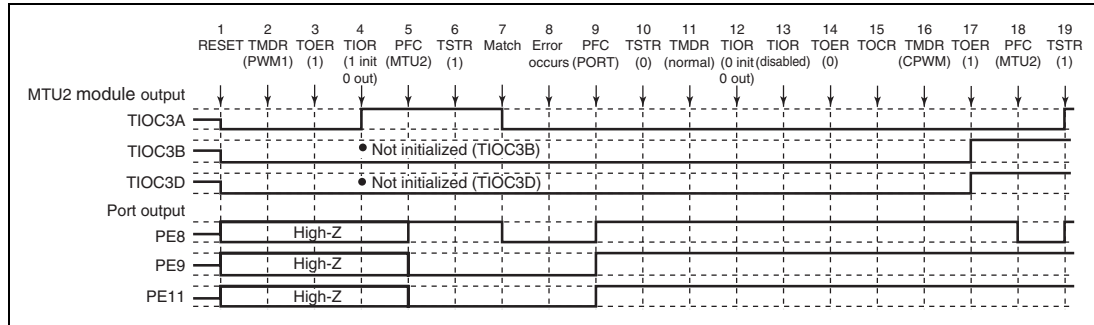 1 2 3 4 5 6 7 8 9 10 11 12 13 14 15 16 17 18 19
RESET TMDR TOER TIOR PFC TSTR Match Error PFC TSTR TMDR TIOR TIOR TOER TOCR TMDR TOER PFC TSTR
(PWM1) (1) (1 init (MTU2) (1) occurs (PORT) (0) (normal) (0 init (disabled) (0) (CPWM) (1) (MTU2) (1)
0 out) 0 out)
MTU2 module output
TIOC3A
TIOC3B • Not initialized (TIOC3B)
TIOC3D • Not initialized (TIOC3D)
Port output
PE8 High-Z
PE9 High-Z
PE11 High-Z